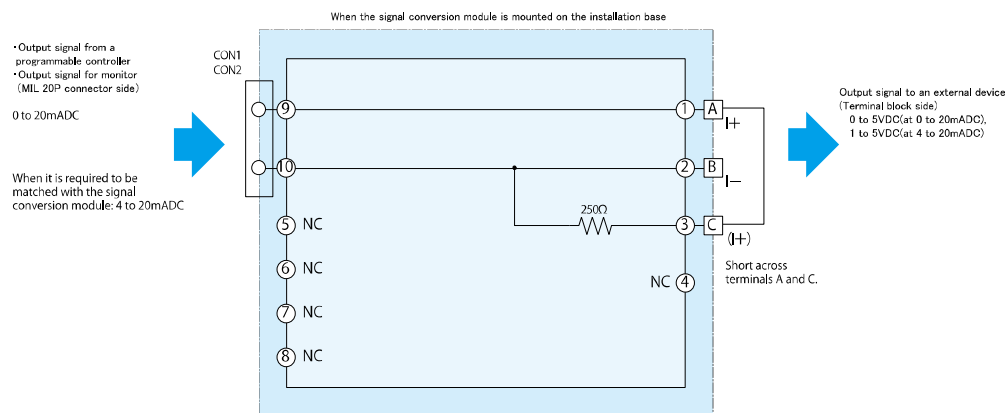 When the signal conversion module is mounted on the installation base
・Output signal from a
programmable controller
・Output signal for monitor
(MIL 20P connector side)
0 to 20mADC
When it is required to be
matched with the signal
conversion module: 4 to 20mADC
CON1
CON2
9
10
5 NC
6 NC
7 NC
8 NC
250Ω
1 A
I+
2 B
I−
3 C
(I+)
NC 4
Short across
terminals A and C.
Output signal to an external device
(Terminal block side)
0 to 5VDC(at 0 to 20mADC),
1 to 5VDC(at 4 to 20mADC)